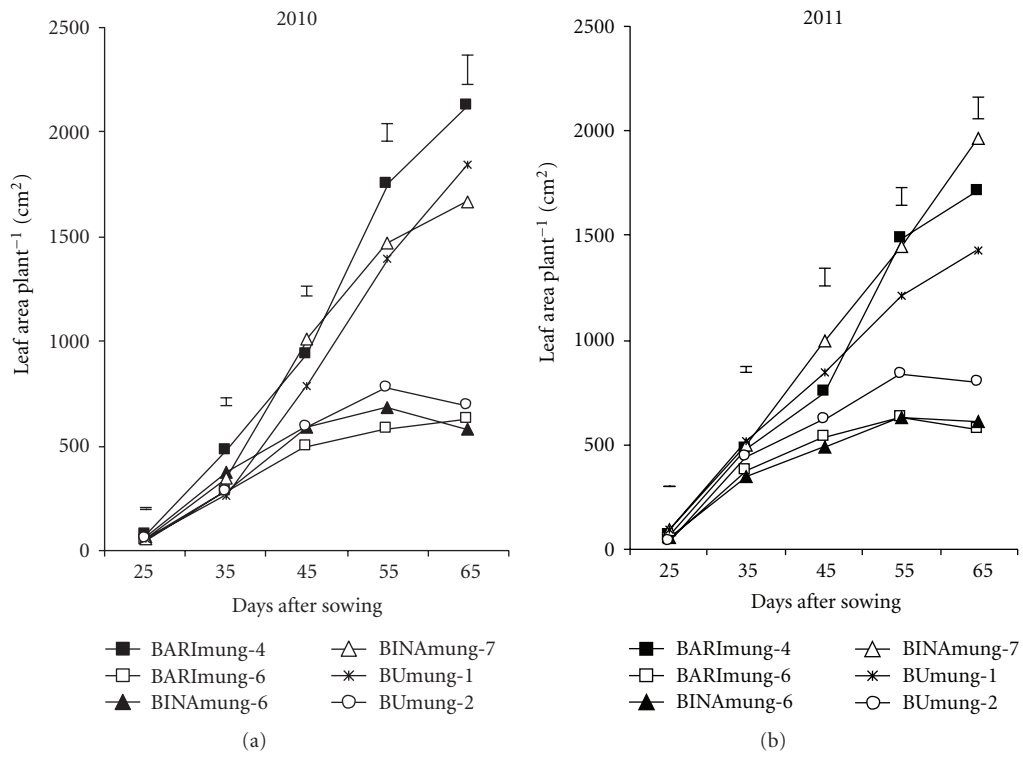 2010
2500
2000
1500
1000
500
0
Leaf area plant−1 (cm2)
25 35 45 55 65
Days after sowing
BARImung-4 BINAmung-7
BARImung-6 BUmung-1
BINAmung-6 BUmung-2
(a)
2011
2500
2000
1500
1000
500
0
Leaf area plant−1 (cm2)
25 35 45 55 65
Days after sowing
BARImung-4 BINAmung-7
BARImung-6 BUmung-1
BINAmung-6 BUmung-2
(b)